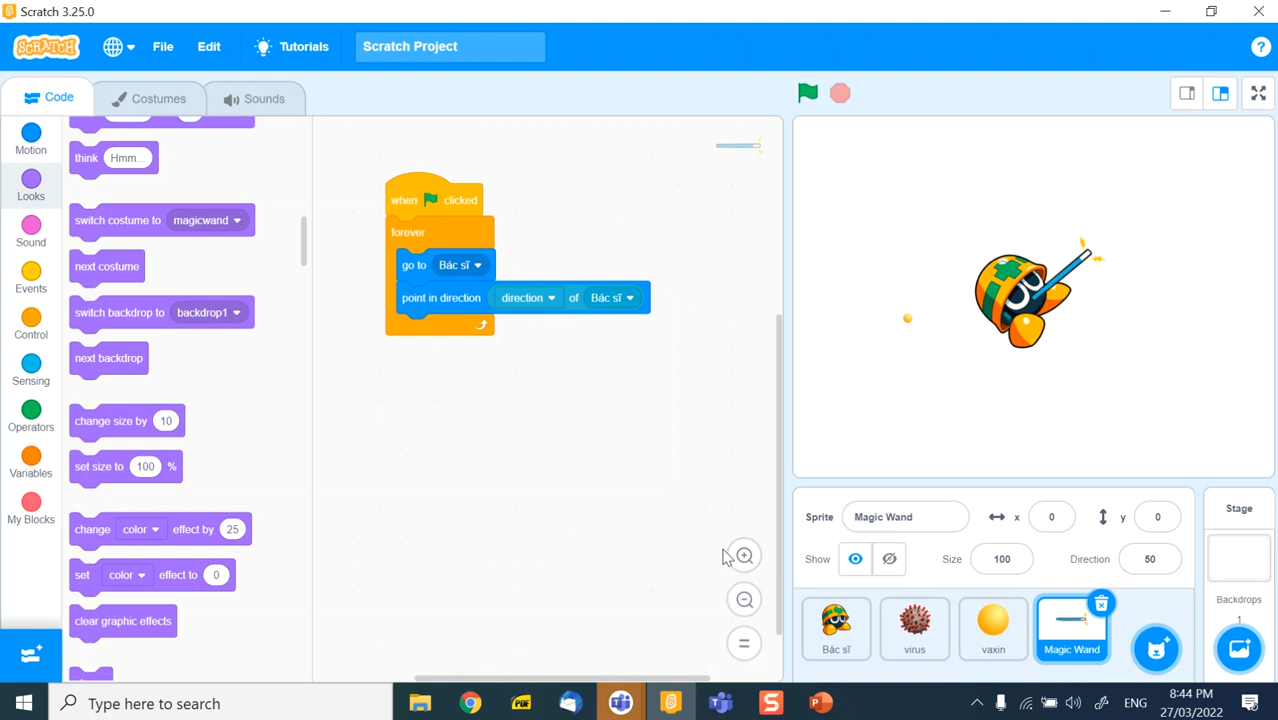 Scratch 3.25.0
SCRATCH
File
Edit
Tutorials
Scratch Project
?
Code
Costumes
Sounds
Motion
Looks
Sound
Events
Control
Sensing
Operators
Variables
My Blocks
think Hmm...
switch costume to magicwand
next costume
switch backdrop to backdrop1
next backdrop
change size by 10
set size to 100 %
change color effect by 25
set color effect to 0
clear graphic effects
when clicked
forever
go to Bác sĩ
point in direction direction of Bác sĩ
Sprite Magic Wand x 0 y 0
Show Size 100 Direction 50
Bác sĩ
virus
vaxin
Magic Wand
Stage
Backdrops
1
Type here to search
PDF
S
P
ENG
8:44 PM
27/03/2022